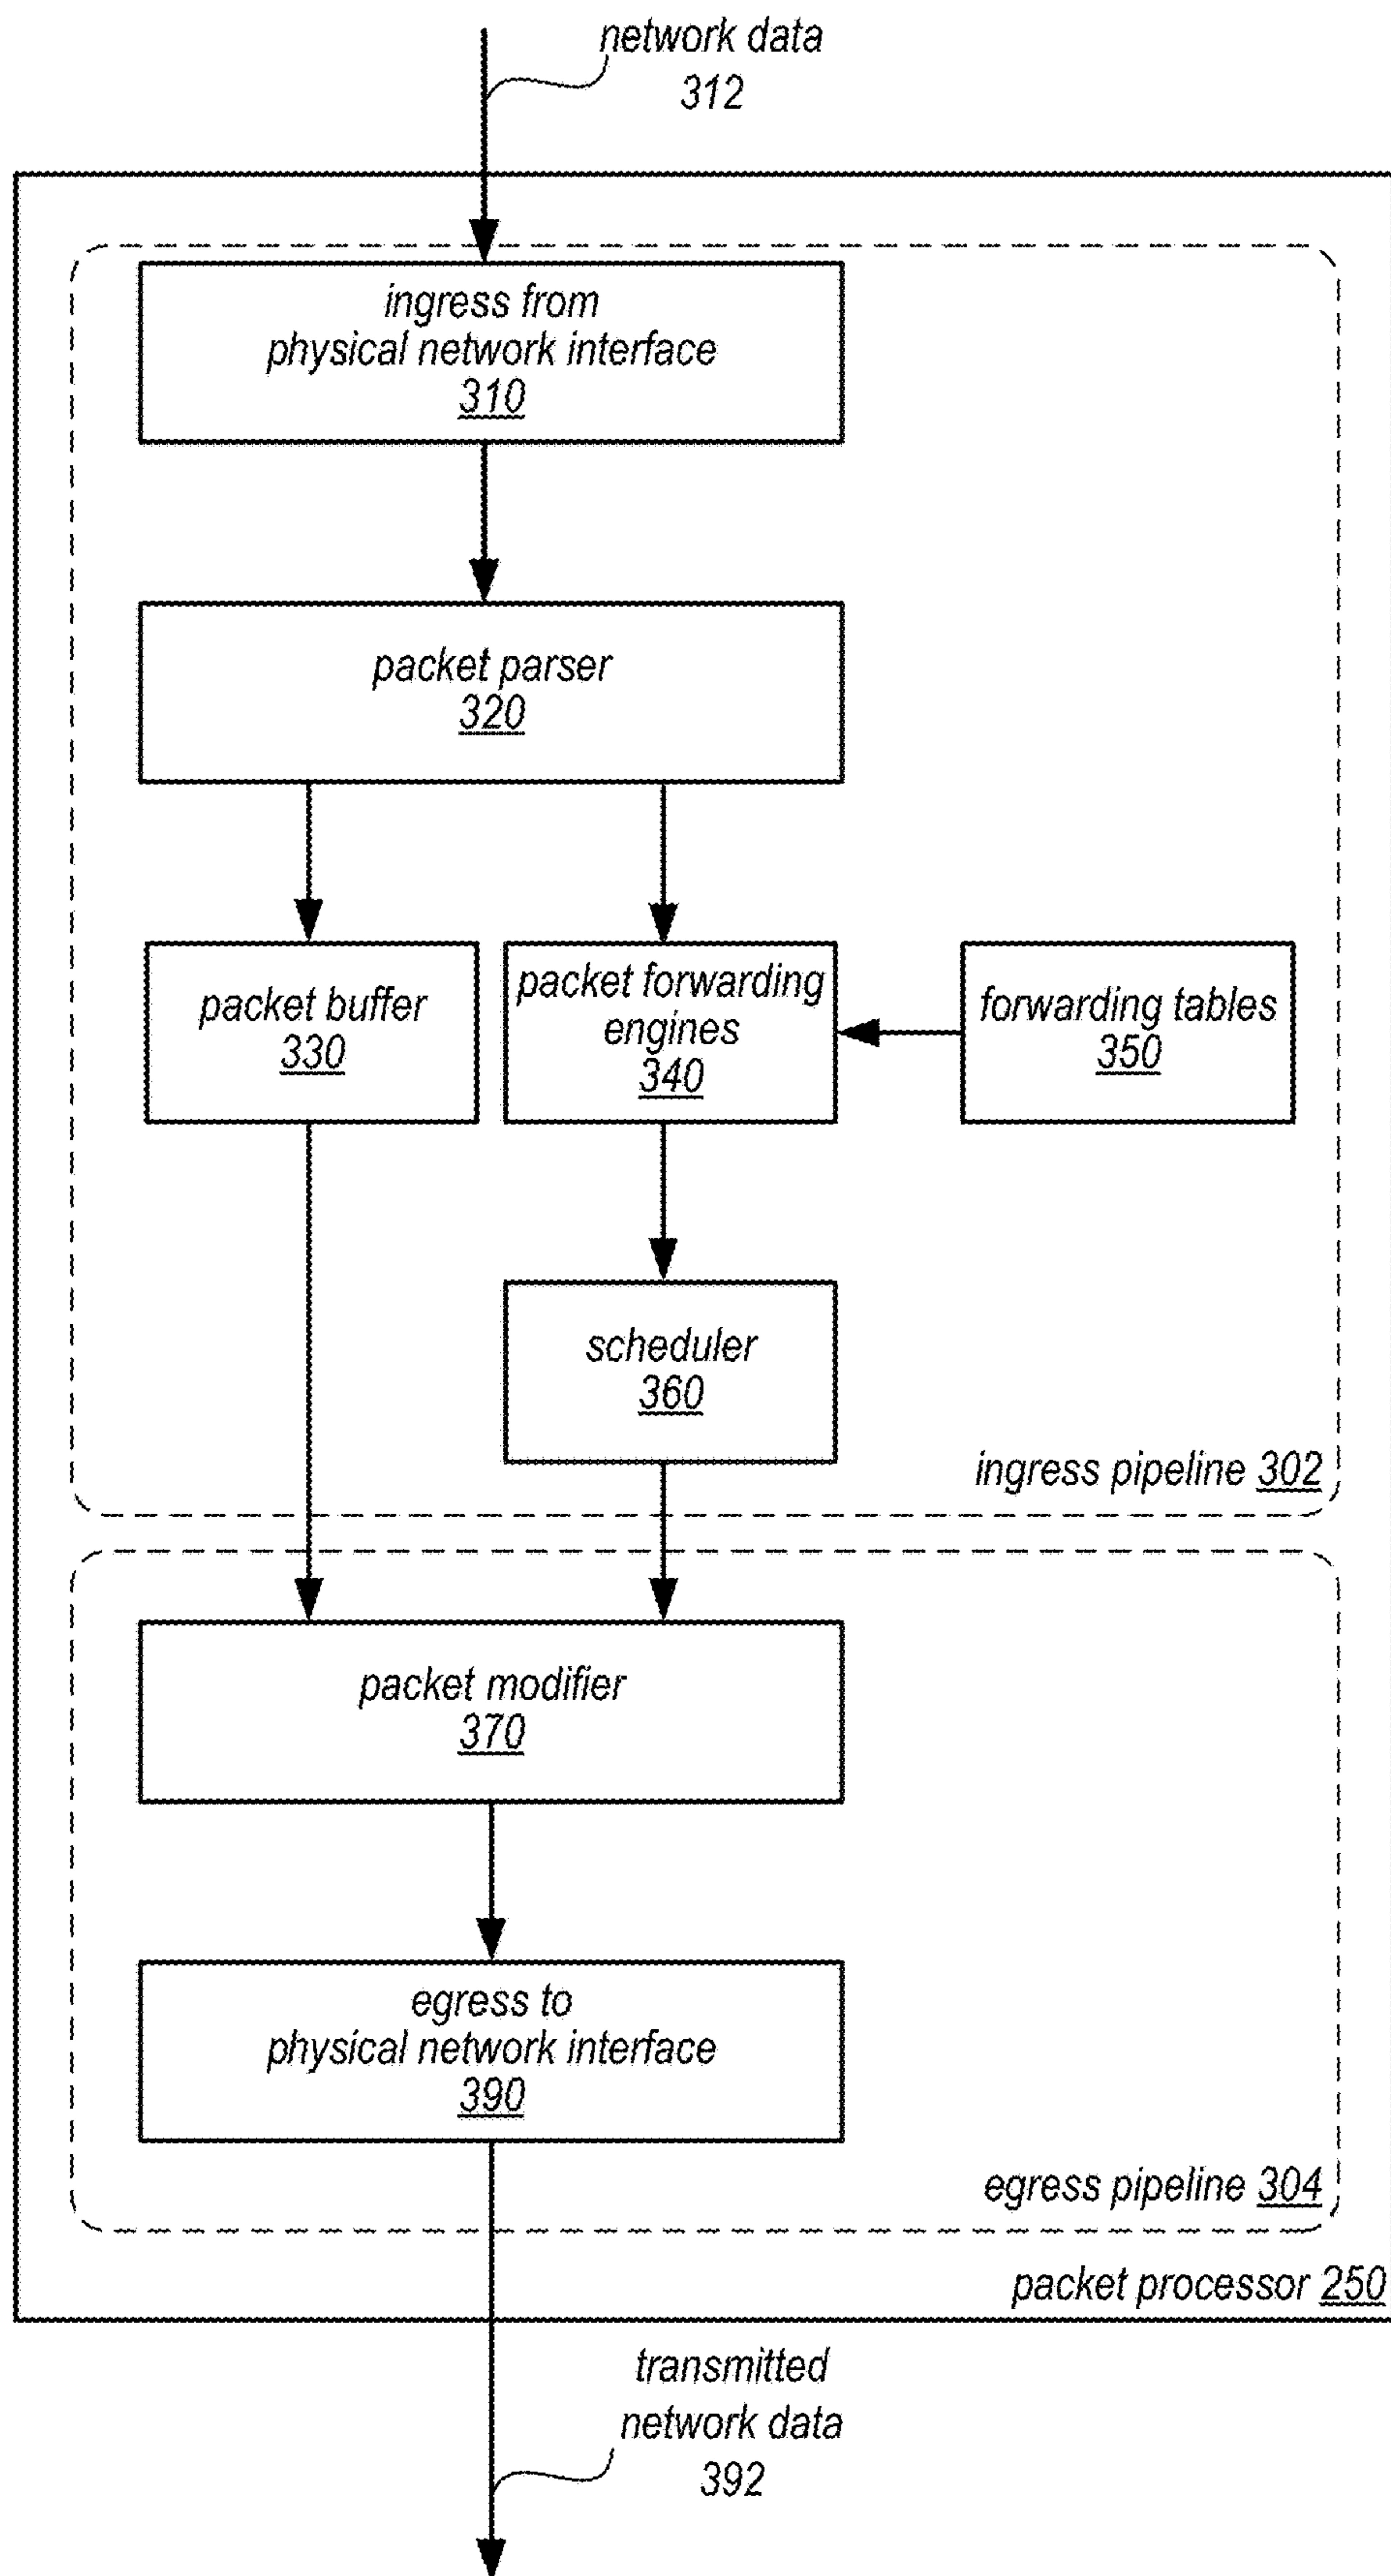 network data
312
ingress from
physical network interface
310
packet parser
320
packet buffer
330
packet forwarding
engines
340
forwarding tables
350
scheduler
360
ingress pipeline 302
packet modifier
370
egress to
physical network interface
390
egress pipeline 304
packet processor 250
transmitted
network data
392